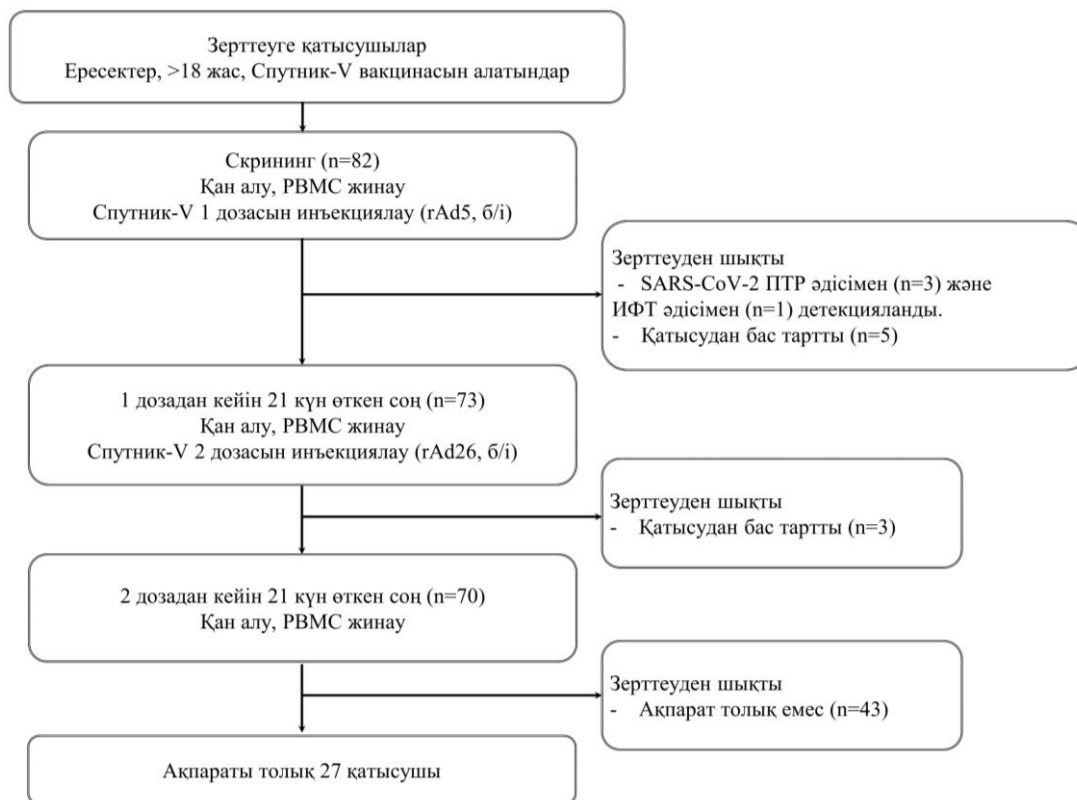 Зерттеуге қатысушылар
Ересектер, >18 жас, Спутник-V вакцинасын алатындар
Скрининг (n=82)
Қан алу, PBMC жинау
Спутник-V 1 дозасын инъекциялау (rAd5, б/і)
Зерттеуден шықты
- SARS-CoV-2 ПТР әдісімен (n=3) және
ИФТ әдісімен (n=1) детекцияланды.
- Қатысудан бас тартты (n=5)
1 дозадан кейін 21 күн өткен соң (n=73)
Қан алу, PBMC жинау
Спутник-V 2 дозасын инъекциялау (rAd26, б/і)
Зерттеуден шықты
- Қатысудан бас тартты (n=3)
2 дозадан кейін 21 күн өткен соң (n=70)
Қан алу, PBMC жинау
Зерттеуден шықты
- Ақпарат толық емес (n=43)
Ақпараты толық 27 қатысушы